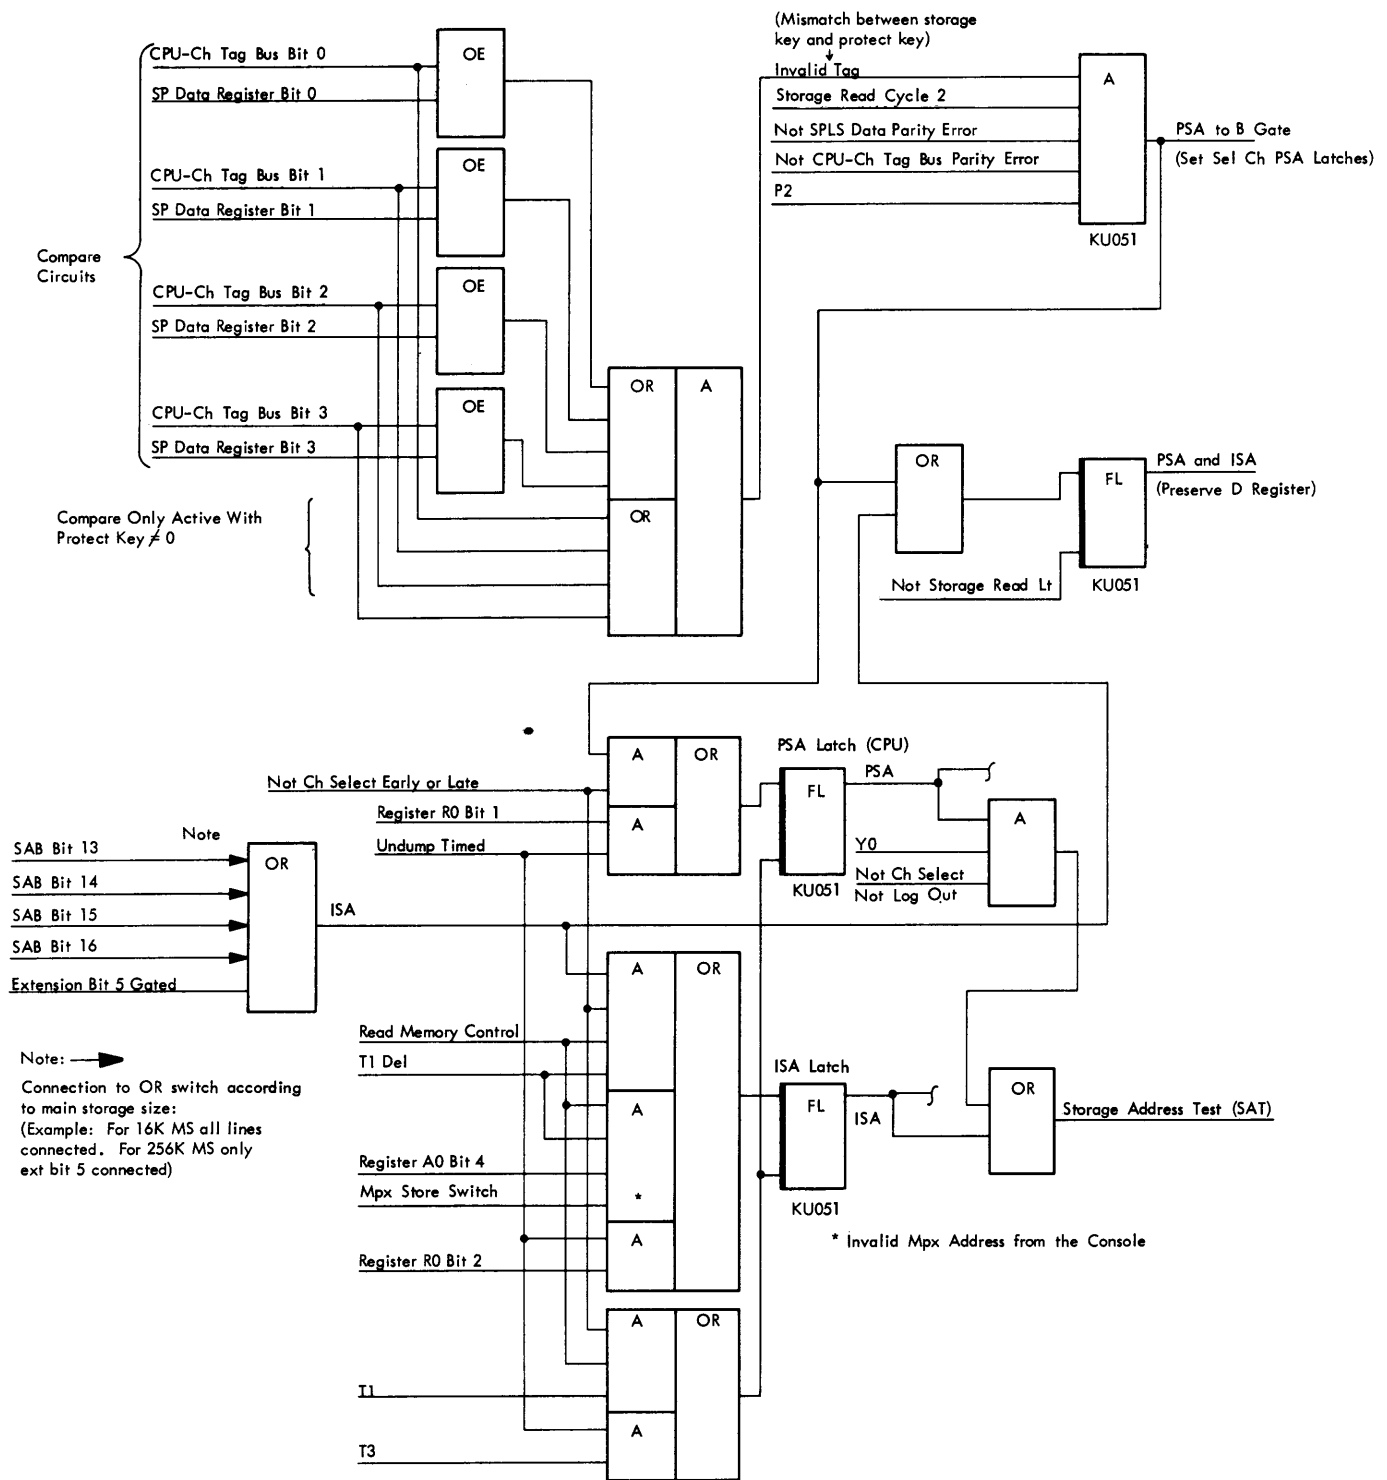 (Mismatch between storage
key and protect key)
CPU-Ch Tag Bus Bit 0
OE
Invalid Tag
A
SP Data Register Bit 0
Storage Read Cycle 2
Not SPLS Data Parity Error
PSA to B Gate
(Set Sel Ch PSA Latches)
Not CPU-Ch Tag Bus Parity Error
P2
KU051
CPU-Ch Tag Bus Bit 1
OE
SP Data Register Bit 1
Compare
Circuits
CPU-Ch Tag Bus Bit 2
OE
SP Data Register Bit 2
OR
A
CPU-Ch Tag Bus Bit 3
OE
SP Data Register Bit 3
OR
FL
PSA and ISA
(Preserve D Register)
Compare Only Active With
Protect Key ≠ 0
OR
Not Storage Read Lt
KU051
A
OR
PSA Latch (CPU)
Not Ch Select Early or Late
FL
PSA
Register R0 Bit 1
A
A
Undump Timed
Y0
Not Ch Select
Not Log Out
KU051
Note
SAB Bit 13
OR
SAB Bit 14
SAB Bit 15
ISA
SAB Bit 16
Extension Bit 5 Gated
A
OR
Read Memory Control
T1 Del
Note:
Connection to OR switch according
to main storage size:
(Example: For 16K MS all lines
connected. For 256K MS only
ext bit 5 connected)
ISA Latch
A
FL
ISA
OR
Storage Address Test (SAT)
Register A0 Bit 4
Mpx Store Switch
*
KU051
A
* Invalid Mpx Address from the Console
Register R0 Bit 2
A
OR
T1
A
T3